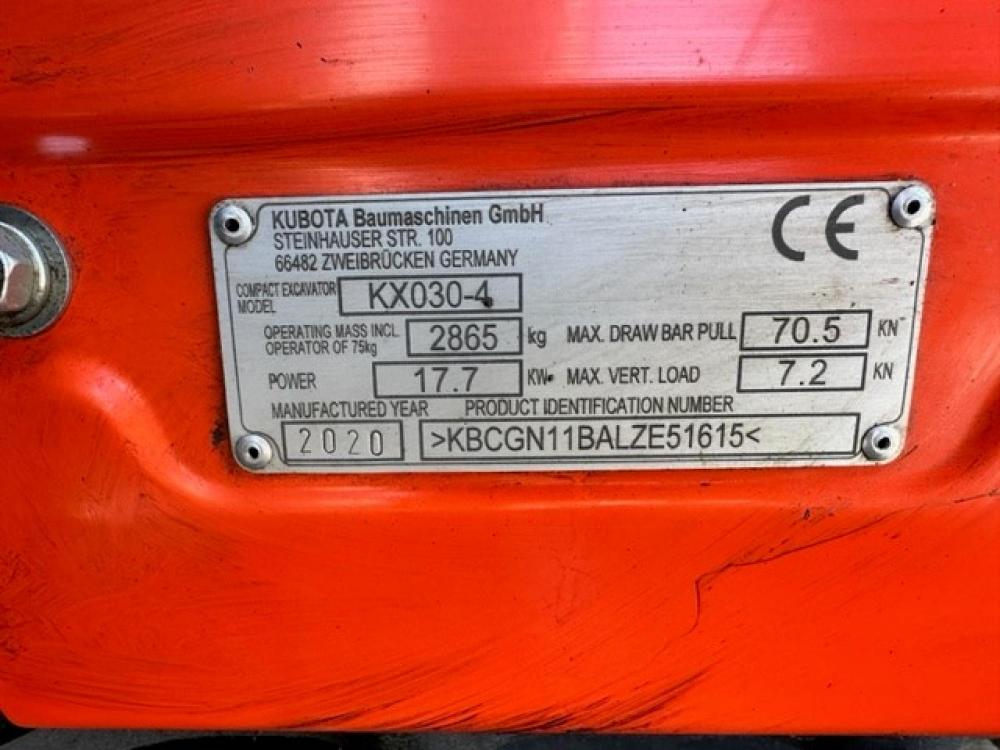 KUBOTA Baumaschinen GmbH
STEINHAUSER STR. 100
66482 ZWEIBRÜCKEN GERMANY
CE
COMPACT EXCAVATOR MODEL KX030-4
OPERATING MASS INCL. OPERATOR OF 75kg 2865 kg MAX. DRAW BAR PULL 70.5 KN
POWER 17.7 KW MAX. VERT. LOAD 7.2 KN
MANUFACTURED YEAR PRODUCT IDENTIFICATION NUMBER
2020 >KBCGN11BALZE51615<